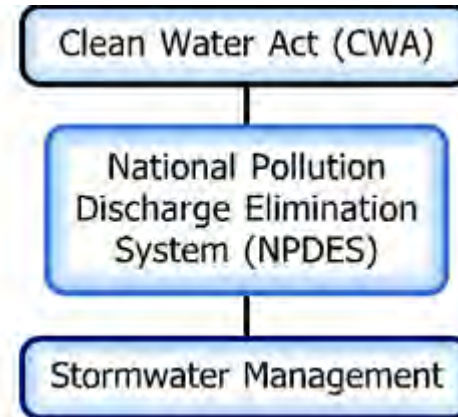 Clean Water Act (CWA)
National Pollution
Discharge Elimination
System (NPDES)
Stormwater Management